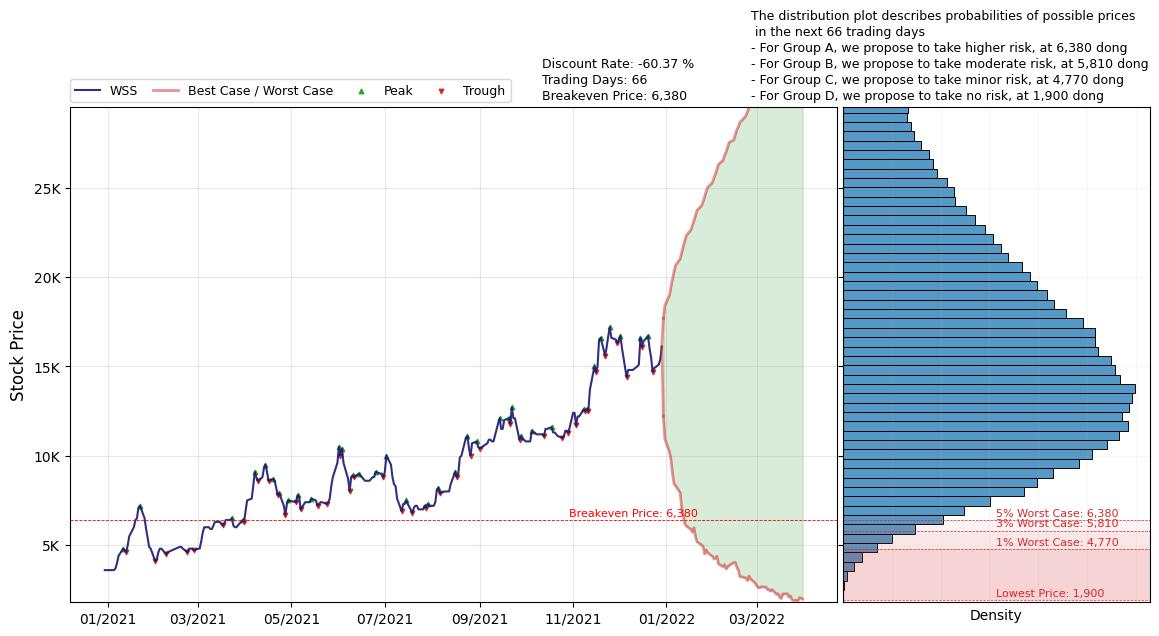 The distribution plot describes probabilities of possible prices
in the next 66 trading days
- For Group A, we propose to take higher risk, at 6,380 dong
- For Group B, we propose to take moderate risk, at 5,810 dong
- For Group C, we propose to take minor risk, at 4,770 dong
- For Group D, we propose to take no risk, at 1,900 dong
Discount Rate: -60.37 %
Trading Days: 66
Breakeven Price: 6,380
WSS
Best Case / Worst Case
Peak
Trough
Stock Price
25K
20K
15K
10K
5K
Breakeven Price: 6,380
5% Worst Case: 6,380
3% Worst Case: 5,810
1% Worst Case: 4,770
Lowest Price: 1,900
01/2021
03/2021
05/2021
07/2021
09/2021
11/2021
01/2022
03/2022
Density